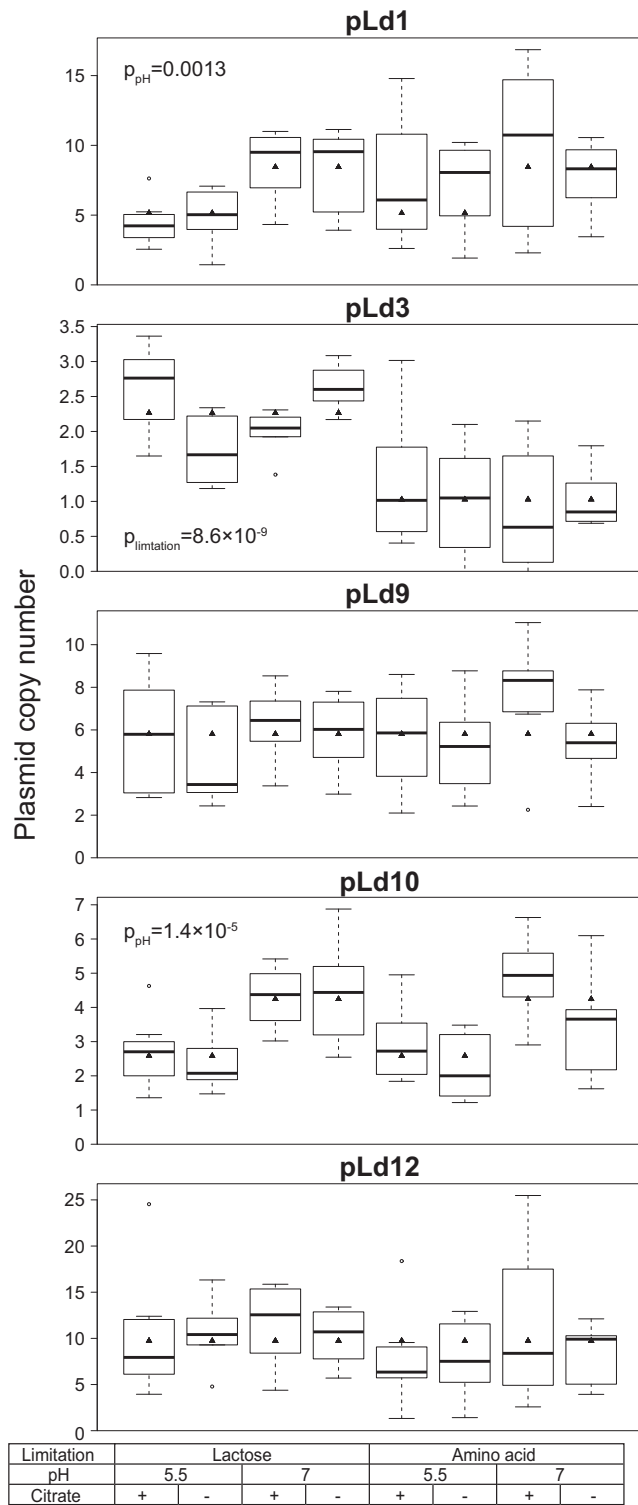 pLd1
p_pH=0.0013
15
10
5
0
pLd3
3.5
3.0
2.5
2.0
1.5
1.0
0.5
0.0
p_limtation=8.6×10^-9
pLd9
10
8
6
4
2
0
Plasmid copy number
pLd10
p_pH=1.4×10^-5
7
6
5
4
3
2
1
0
pLd12
25
20
15
10
5
0
Limitation Lactose Amino acid
pH 5.5 7 5.5 7
Citrate + - + - + - + -